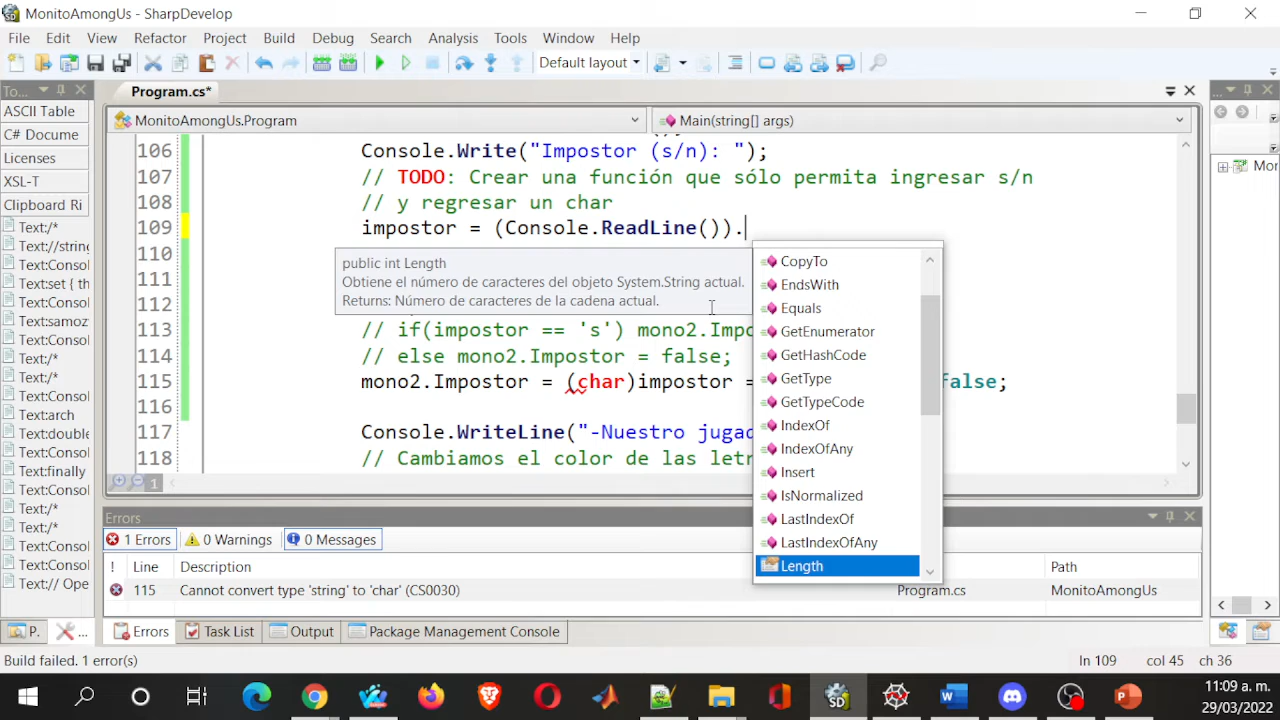 MonitoAmongUs - SharpDevelop
File Edit View Refactor Project Build Debug Search Analysis Tools Window Help
Default layout
To...
Program.cs*
...
ASCII Table
C# Docume
Licenses
XSL-T
Clipboard Ri
Text:/*
Text://string
Text:Consol
Text:set { th
Text:Consol
Text:samoz
Text:Consol
Text:/*
Text:/*
Text:Consol
Text:arch
Text:double
Text:Consol
Text:finally
Text:Consol
Text:/*
Text:/*
Text:Consol
Text:Consol
Text:// Ope
MonitoAmongUs.Program
Main(string[] args)
106 Console.Write("Impostor (s/n): ");
107 // TODO: Crear una función que sólo permita ingresar s/n
108 // y regresar un char
109 impostor = (Console.ReadLine()).
110
111
112
113 // if(impostor == 's') mono2.Impo
114 // else mono2.Impostor = false;
115 mono2.Impostor = (char)impostor = false;
116
117 Console.WriteLine("-Nuestro jugad
118 // Cambiamos el color de las letr
public int Length
Obtiene el número de caracteres del objeto System.String actual.
Returns: Número de caracteres de la cadena actual.
CopyTo
EndsWith
Equals
GetEnumerator
GetHashCode
GetType
GetTypeCode
IndexOf
IndexOfAny
Insert
IsNormalized
LastIndexOf
LastIndexOfAny
Length
1
Mor
Errors
1 Errors 0 Warnings 0 Messages
! Line Description Path
115 Cannot convert type 'string' to 'char' (CS0030) Program.cs MonitoAmongUs
P. ...
Errors Task List Output Package Management Console
Build failed. 1 error(s) ln 109 col 45 ch 36
SD
11:09 a. m.
29/03/2022